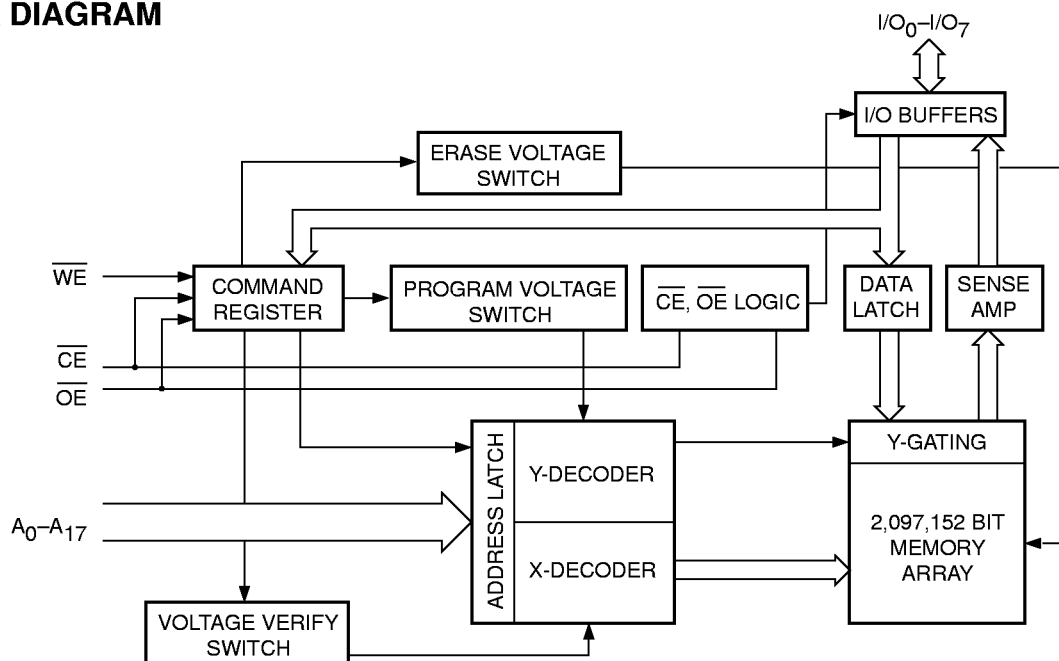 DIAGRAM
I/O0–I/O7
I/O BUFFERS
ERASE VOLTAGE
SWITCH
WE
COMMAND
REGISTER
PROGRAM VOLTAGE
SWITCH
CE, OE LOGIC
DATA
LATCH
SENSE
AMP
CE
OE
ADDRESS LATCH
Y-DECODER
Y-GATING
A0–A17
X-DECODER
2,097,152 BIT
MEMORY
ARRAY
VOLTAGE VERIFY
SWITCH